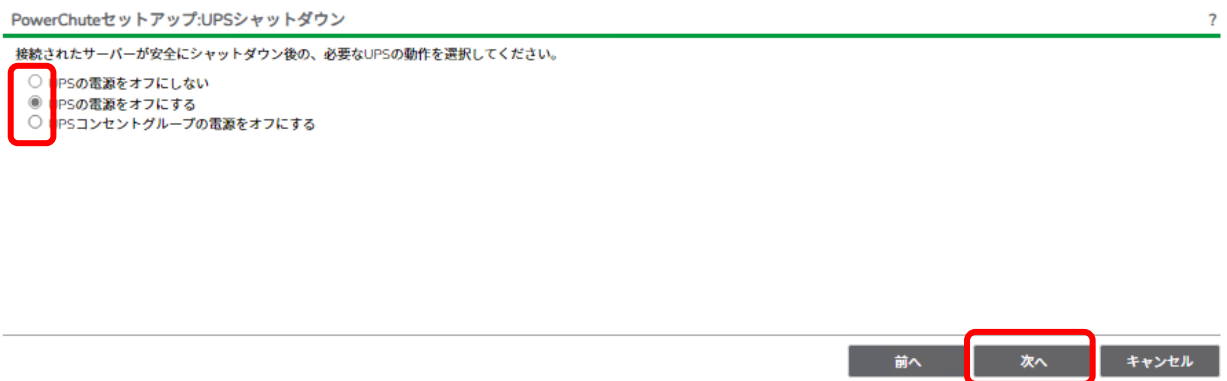 PowerChuteセットアップ:UPSシャットダウン ?
接続されたサーバーが安全にシャットダウン後の、必要なUPSの動作を選択してください。
UPSの電源をオフにしない
UPSの電源をオフにする
UPSコンセントグループの電源をオフにする
前へ 次へ キャンセル